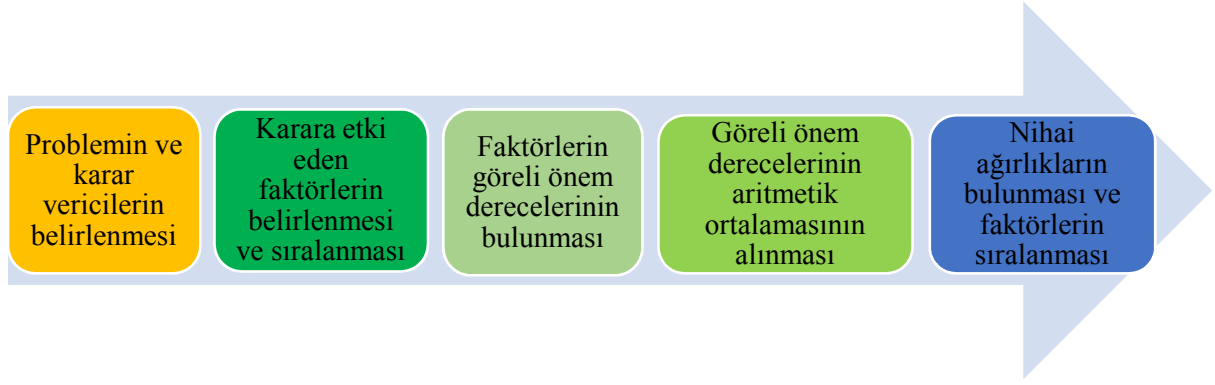 Problemin ve
karar
vericilerin
belirlenmesi
Karara etki
eden
faktörlerin
belirlenmesi
ve sıralanması
Faktörlerin
göreli önem
derecelerinin
bulunması
Göreli önem
derecelerinin
aritmetik
ortalamasının
alınması
Nihai
ağırlıkların
bulunması ve
faktörlerin
sıralanması